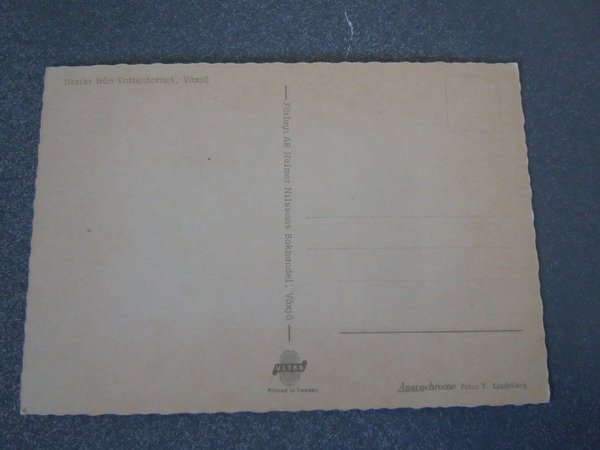 Utsikt från Vattentornet, Växjö
Förlag: AB Helmer Nilssons Bokhandel, Växjö
ULTRA
Printed in Sweden
Anscochrome Foto: T. Lindeberg